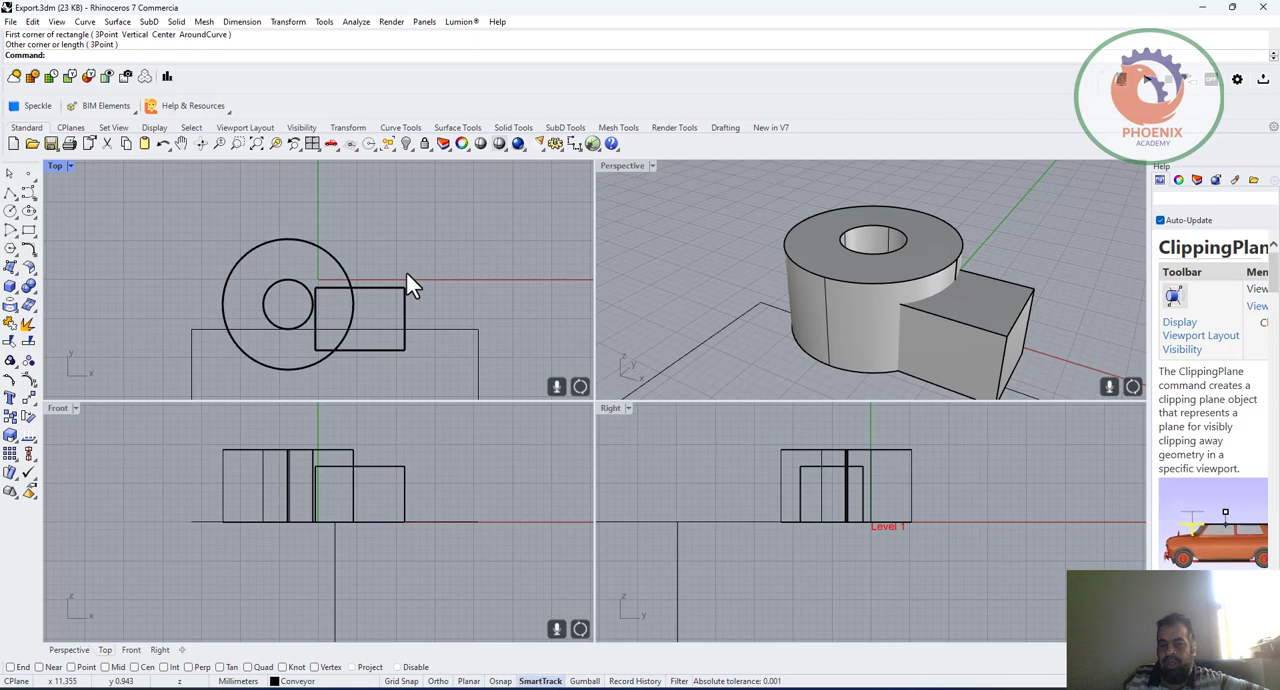 Export.3dm (23 KB) - Rhinoceros 7 Commercia
File Edit View Curve Surface SubD Solid Mesh Dimension Transform Tools Analyze Render Panels Lumion® Help
First corner of rectangle ( 3Point Vertical Center AroundCurve )
Other corner or length ( 3Point )
Command:
PHOENIX
ACADEMY
Speckle BIM Elements Help & Resources
Standard CPlanes Set View Display Select Viewport Layout Visibility Transform Curve Tools Surface Tools Solid Tools SubD Tools Mesh Tools Render Tools Drafting New in V7
Top
Perspective
Help
Auto-Update
ClippingPlan
Toolbar Men
View
View
Display
Viewport Layout
Visibility
The ClippingPlane
command creates a
clipping plane object
that represents a
plane for visibly
clipping away
geometry in a
specific viewport.
y
x
z
y
x
Front
Right
Level 1
z
x
z
y
Perspective Top Front Right
End Near Point Mid Cen Int Perp Tan Quad Knot Vertex Project Disable
CPlane x 11.355 y 0.943 z Millimeters Conveyor Grid Snap Ortho Planar Osnap SmartTrack Gumball Record History Filter Absolute tolerance: 0.001